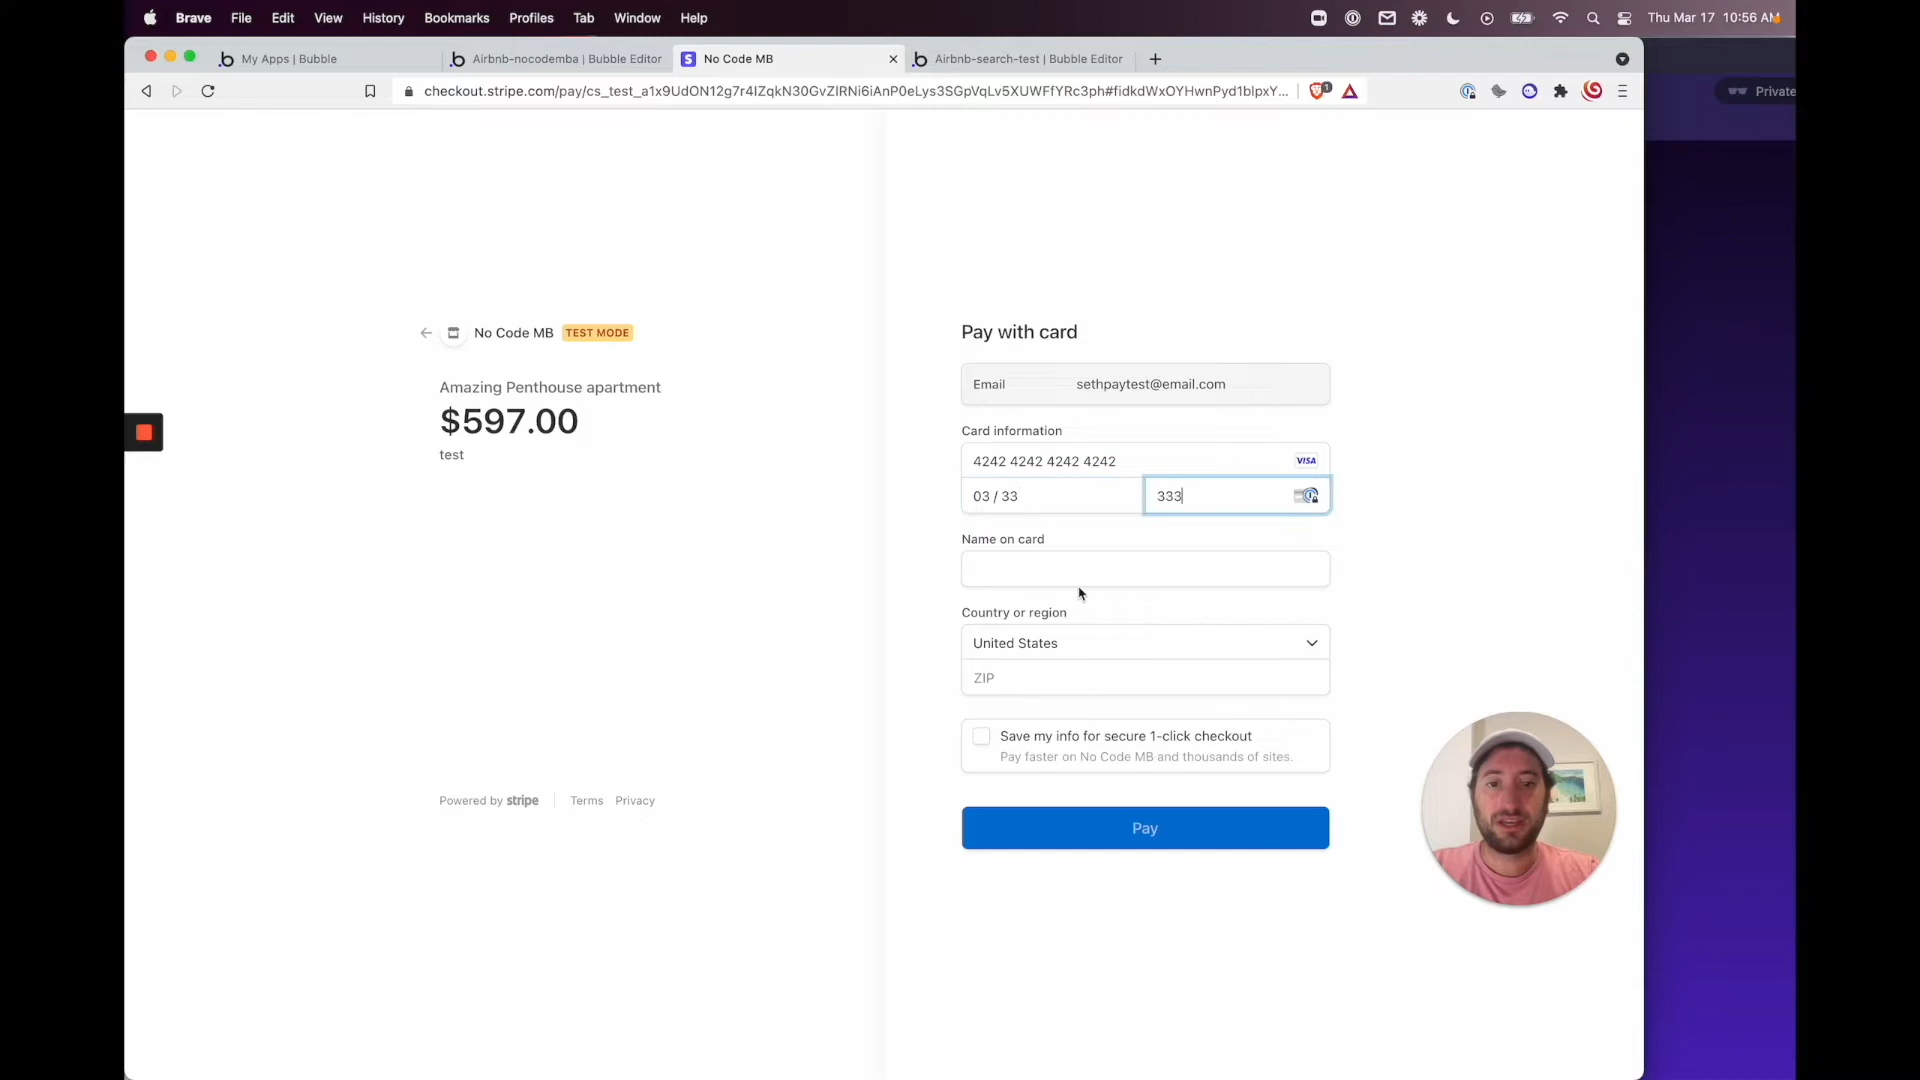 Brave File Edit View History Bookmarks Profiles Tab Window Help Thu Mar 17 10:56 AM
My Apps | Bubble Airbnb-nocodemba | Bubble Editor No Code MB Airbnb-search-test | Bubble Editor
checkout.stripe.com/pay/cs_test_a1x9UdON12g7r4IZqkN30GvZIRNi6iAnP0eLys3SGpVqLv5XUWFfYRc3ph#fidkdWxOYHwnPyd1blpxY... 1 Private
No Code MB TEST MODE
Amazing Penthouse apartment
$597.00
test
Powered by stripe Terms Privacy
Pay with card
Email sethpaytest@email.com
Card information
4242 4242 4242 4242 VISA
03 / 33 333
Name on card
Country or region
United States
ZIP
Save my info for secure 1-click checkout
Pay faster on No Code MB and thousands of sites.
Pay